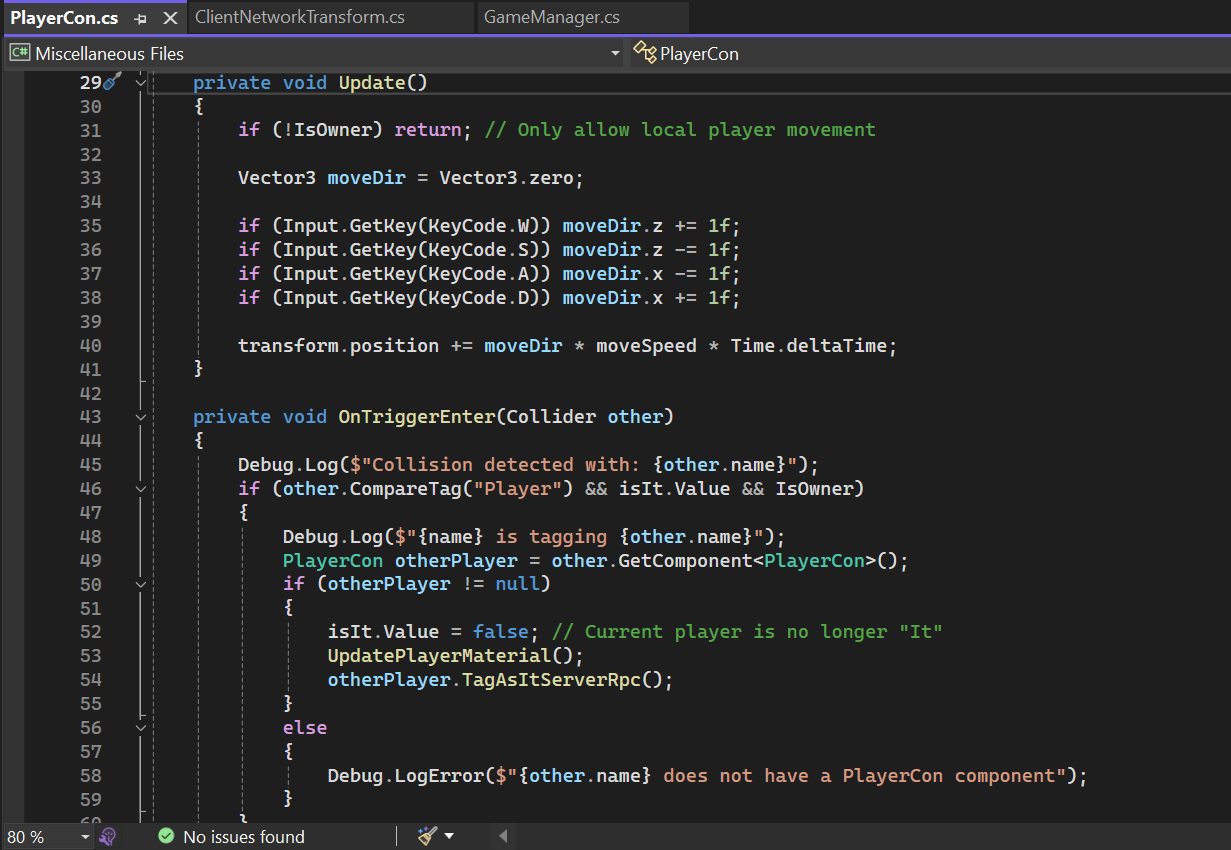 PlayerCon.cs ClientNetworkTransform.cs GameManager.cs
C# Miscellaneous Files PlayerCon
29 private void Update()
30 {
31 if (!IsOwner) return; // Only allow local player movement
32
33 Vector3 moveDir = Vector3.zero;
34
35 if (Input.GetKey(KeyCode.W)) moveDir.z += 1f;
36 if (Input.GetKey(KeyCode.S)) moveDir.z -= 1f;
37 if (Input.GetKey(KeyCode.A)) moveDir.x -= 1f;
38 if (Input.GetKey(KeyCode.D)) moveDir.x += 1f;
39
40 transform.position += moveDir * moveSpeed * Time.deltaTime;
41 }
42
43 private void OnTriggerEnter(Collider other)
44 {
45 Debug.Log($"Collision detected with: {other.name}");
46 if (other.CompareTag("Player") && isIt.Value && IsOwner)
47 {
48 Debug.Log($"{name} is tagging {other.name}");
49 PlayerCon otherPlayer = other.GetComponent<PlayerCon>();
50 if (otherPlayer != null)
51 {
52 isIt.Value = false; // Current player is no longer "It"
53 UpdatePlayerMaterial();
54 otherPlayer.TagAsItServerRpc();
55 }
56 else
57 {
58 Debug.LogError($"{other.name} does not have a PlayerCon component");
59 }
60 }
80 % No issues found